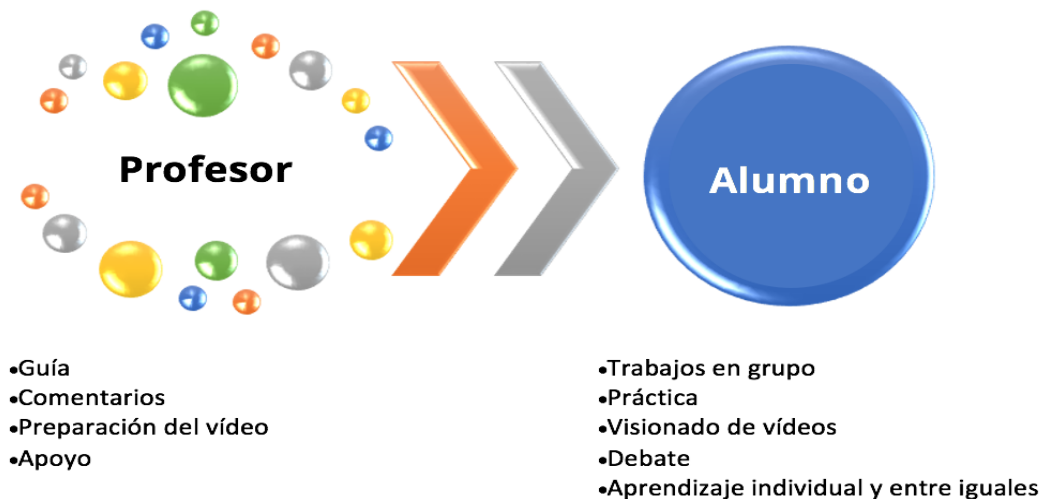 Profesor
Alumno
•Guía
•Comentarios
•Preparación del vídeo
•Apoyo
•Trabajos en grupo
•Práctica
•Visionado de vídeos
•Debate
•Aprendizaje individual y entre iguales